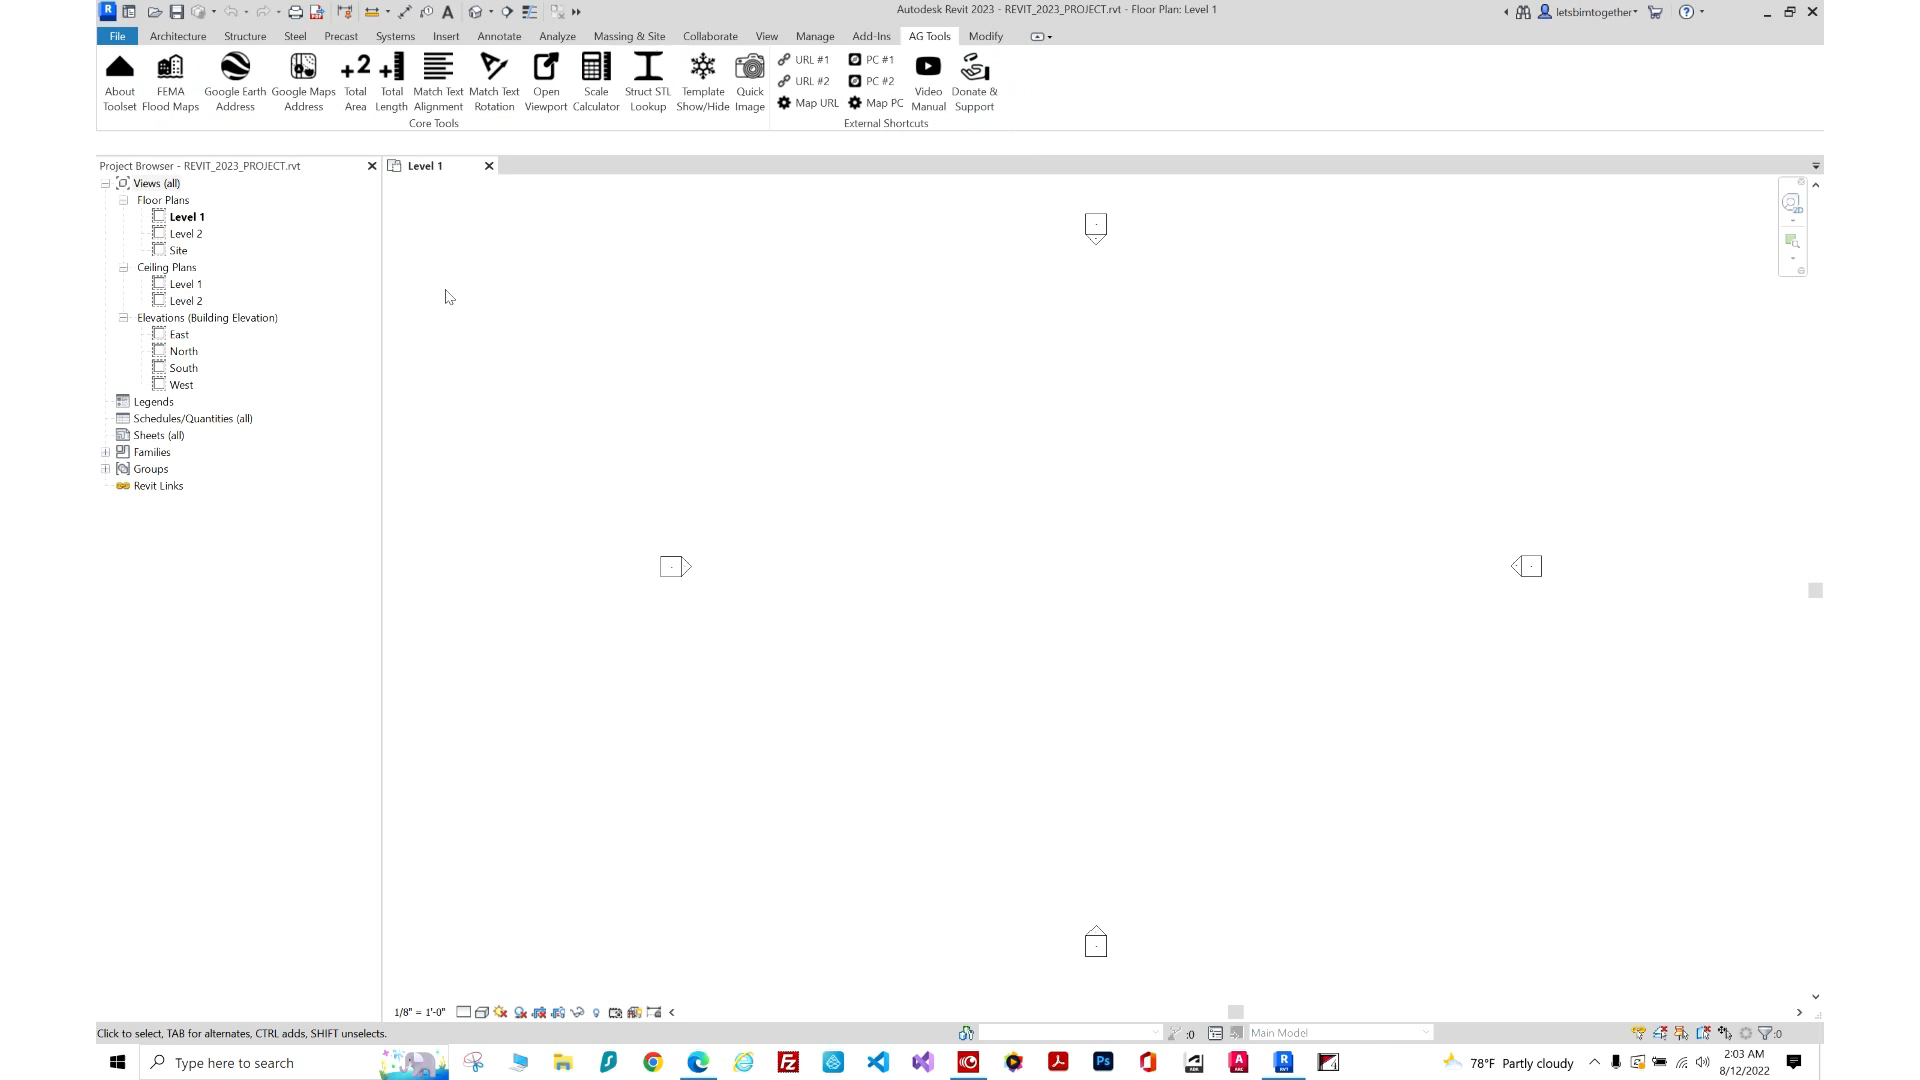 Autodesk Revit 2023 - REVIT_2023_PROJECT.rvt - Floor Plan: Level 1
letsbimtogether
File Architecture Structure Steel Precast Systems Insert Annotate Analyze Massing & Site Collaborate View Manage Add-Ins AG Tools Modify
About Toolset
FEMA Flood Maps
Google Earth Address
Google Maps Address
+2 Total Area
Total Length
Match Text Alignment
Match Text Rotation
Open Viewport
Scale Calculator
Struct STL Lookup
Template Show/Hide
Quick Image
URL #1
URL #2
Map URL
PC #1
PC #2
Map PC
Video Manual
Donate & Support
Core Tools
External Shortcuts
Project Browser - REVIT_2023_PROJECT.rvt
Level 1
Views (all)
Floor Plans
Level 1
Level 2
Site
Ceiling Plans
Level 1
Level 2
Elevations (Building Elevation)
East
North
South
West
Legends
Schedules/Quantities (all)
Sheets (all)
Families
Groups
Revit Links
2D
1/8" = 1'-0"
Click to select, TAB for alternates, CTRL adds, SHIFT unselects.
:0
Main Model
:0
Type here to search
78°F Partly cloudy
2:03 AM
8/12/2022